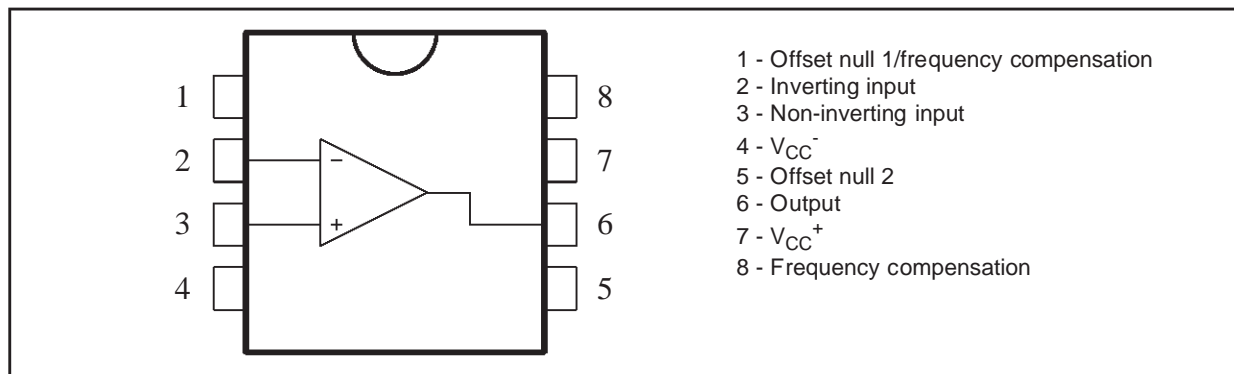 1
2
3
4
−
+
8
7
6
5
1 - Offset null 1/frequency compensation
2 - Inverting input
3 - Non-inverting input
4 - VCC-
5 - Offset null 2
6 - Output
7 - VCC+
8 - Frequency compensation